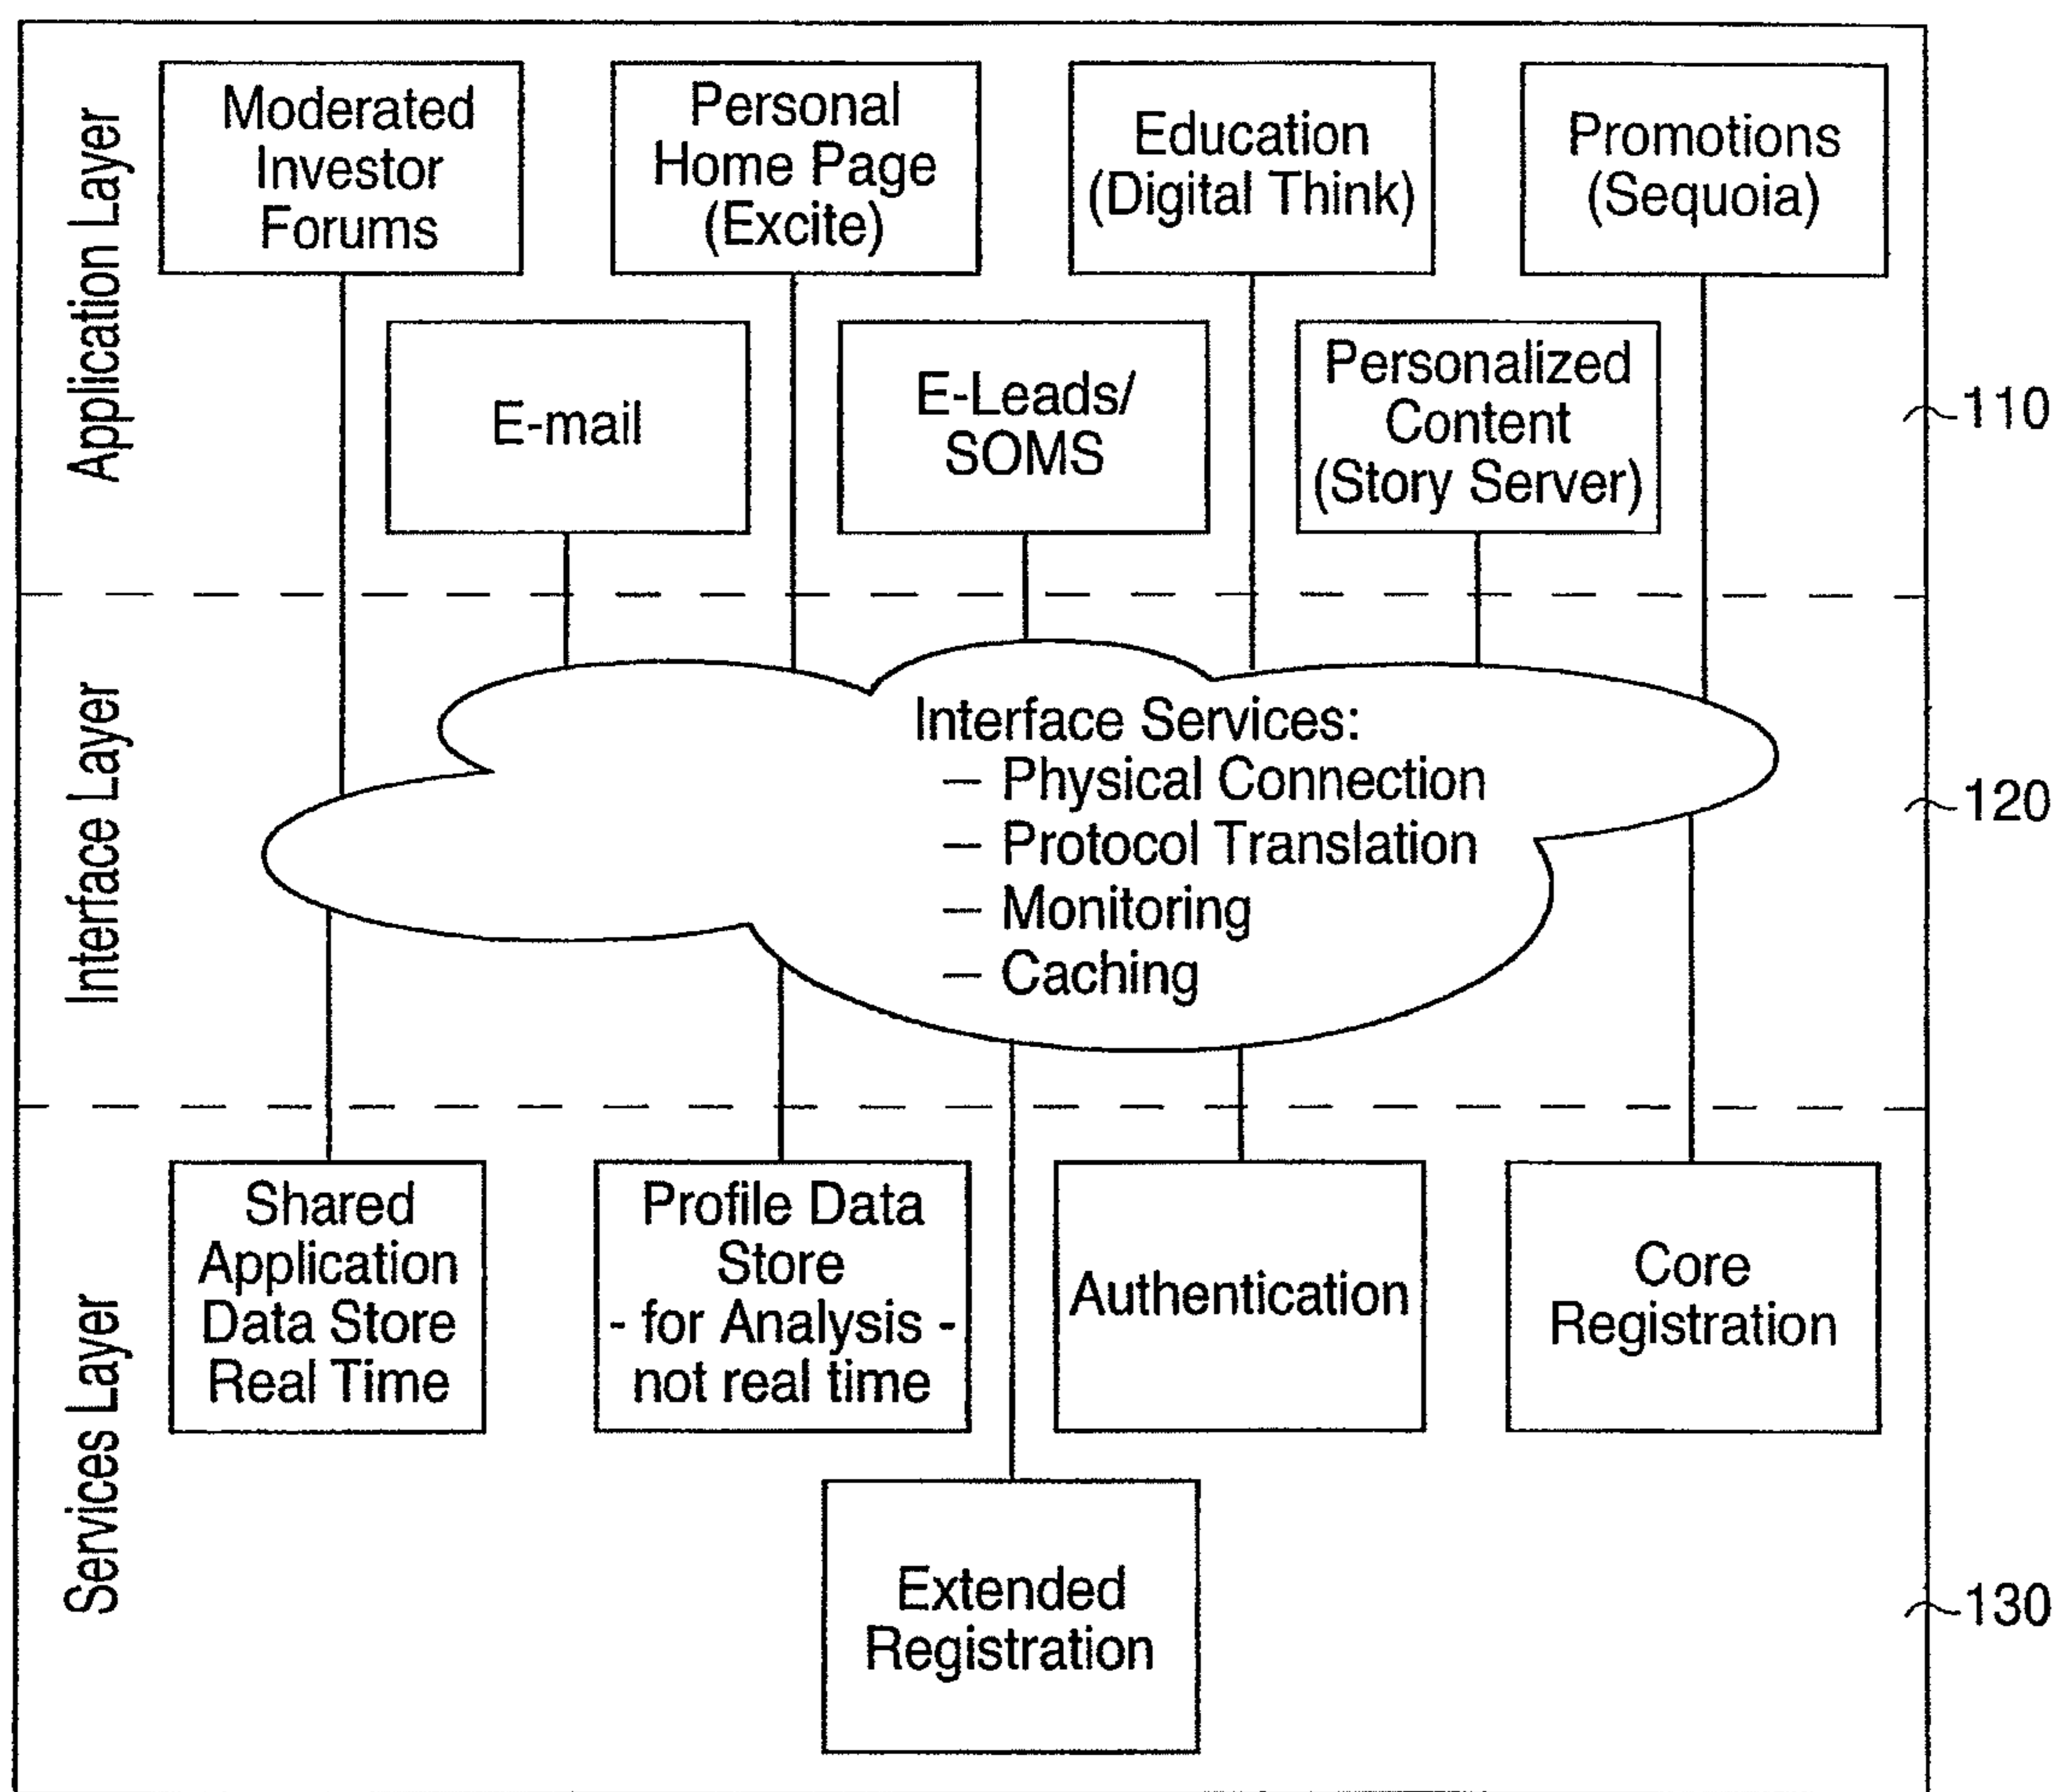 Application Layer
Moderated
Investor
Forums
Personal
Home Page
(Excite)
Education
(Digital Think)
Promotions
(Sequoia)
E-mail
E-Leads/
SOMS
Personalized
Content
(Story Server)
110
Interface Layer
Interface Services:
– Physical Connection
– Protocol Translation
– Monitoring
– Caching
120
Services Layer
Shared
Application
Data Store
Real Time
Profile Data
Store
- for Analysis -
not real time
Authentication
Core
Registration
Extended
Registration
130